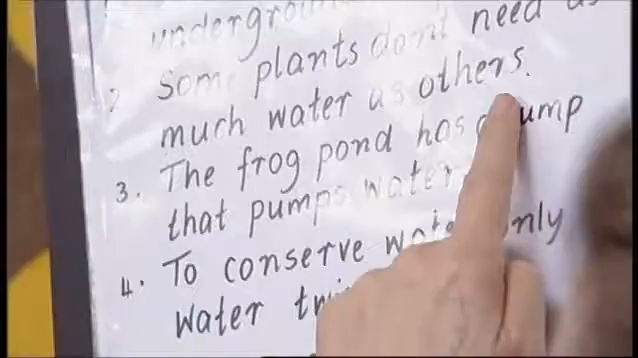 underground
2 Some plants don't need as
much water as others.
3. The frog pond has pump
that pumps water
4. To conserve only
Water